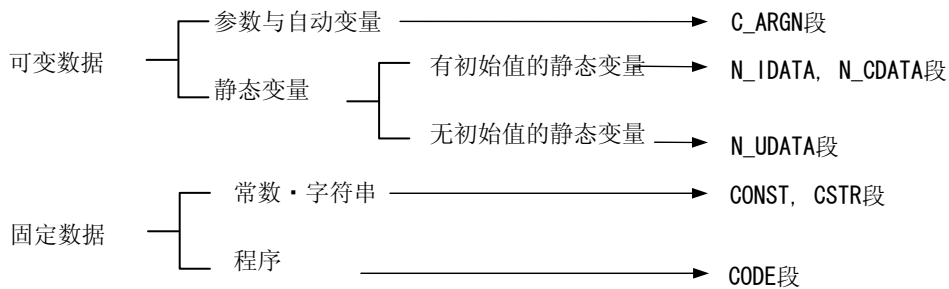 参数与自动变量 C_ARGN段
可变数据
有初始值的静态变量 N_IDATA, N_CDATA段
静态变量
无初始值的静态变量 N_UDATA段
常数·字符串 CONST, CSTR段
固定数据
程序 CODE段